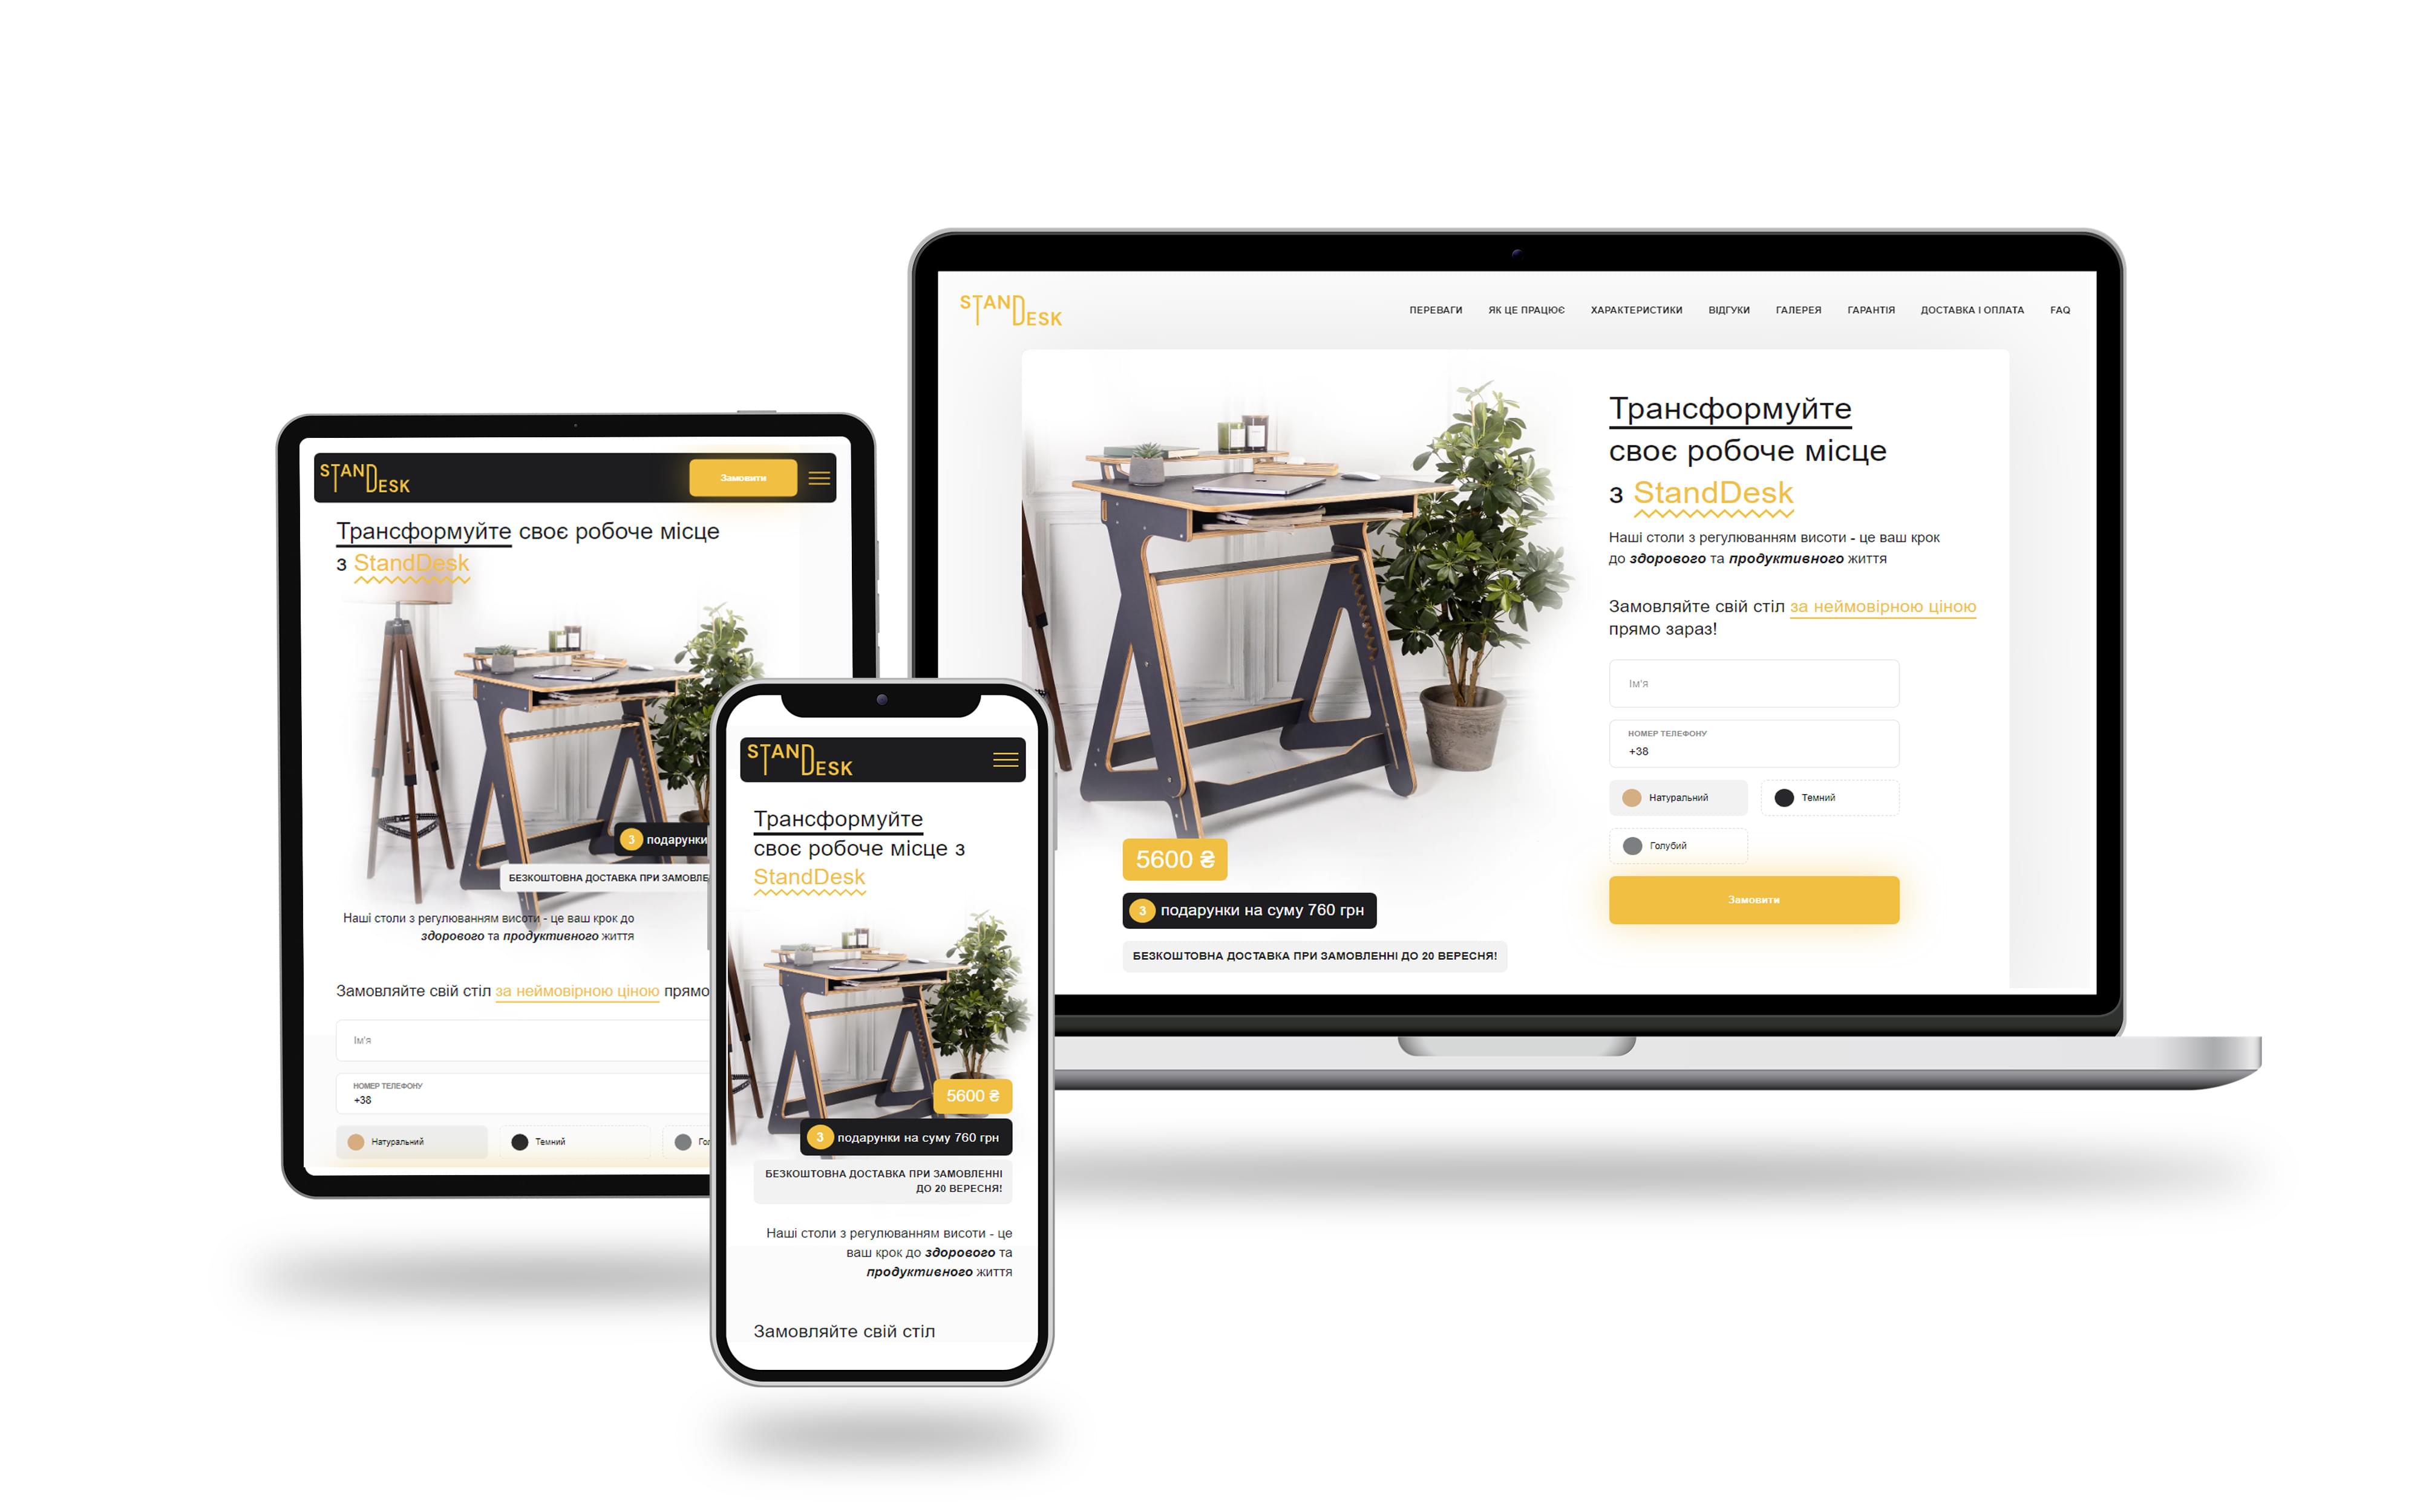 STANDESK
ПЕРЕВАГИ ЯК ЦЕ ПРАЦЮЄ ХАРАКТЕРИСТИКИ ВІДГУКИ ГАЛЕРЕЯ ГАРАНТІЯ ДОСТАВКА І ОПЛАТА FAQ
Трансформуйте
своє робоче місце
з StandDesk
Наші столи з регулюванням висоти - це ваш крок
до здорового та продуктивного життя
Замовляйте свій стіл за неймовірною ціною
прямо зараз!
Ім'я
НОМЕР ТЕЛЕФОНУ
+38
Натуральний Темний
Голубий
Замовити
5600 ₴
3 подарунки на суму 760 грн
БЕЗКОШТОВНА ДОСТАВКА ПРИ ЗАМОВЛЕННІ ДО 20 ВЕРЕСНЯ!
STANDESK
Замовити
Трансформуйте своє робоче місце
з StandDesk
3 подарунки
БЕЗКОШТОВНА ДОСТАВКА ПРИ ЗАМОВЛЕ
Наші столи з регулюванням висоти - це ваш крок до
здорового та продуктивного життя
Замовляйте свій стіл за неймовірною ціною прямо
Ім'я
НОМЕР ТЕЛЕФОНУ
+38
Натуральний Темний Гол
STANDESK
Трансформуйте
своє робоче місце з
StandDesk
5600 ₴
3 подарунки на суму 760 грн
БЕЗКОШТОВНА ДОСТАВКА ПРИ ЗАМОВЛЕННІ
ДО 20 ВЕРЕСНЯ!
Наші столи з регулюванням висоти - це
ваш крок до здорового та
продуктивного життя
Замовляйте свій стіл